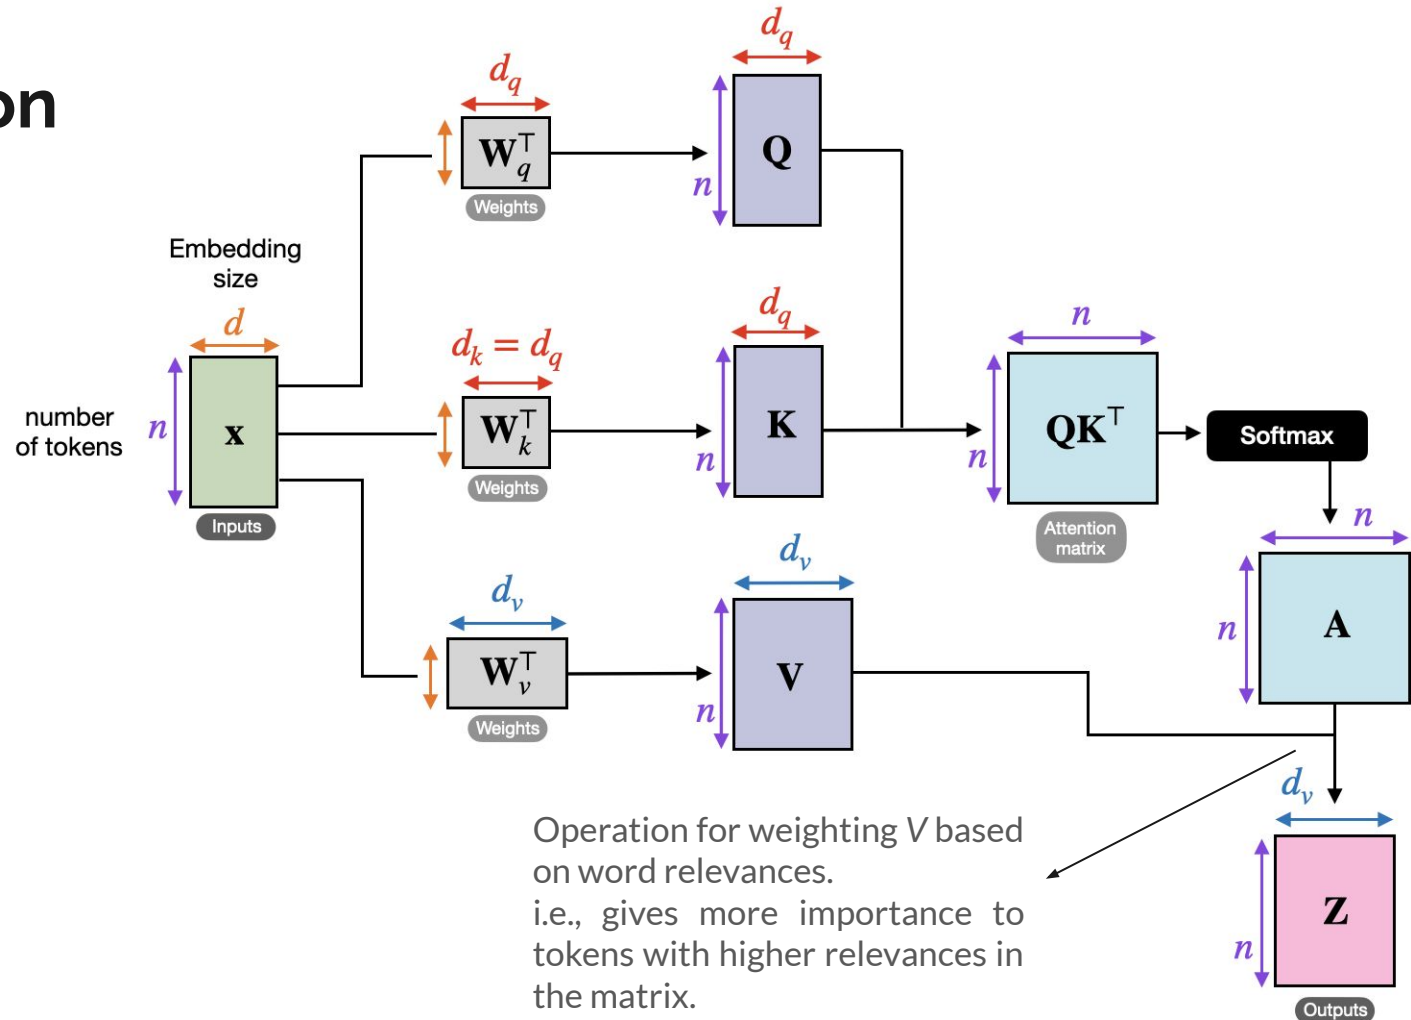 on
d_q
W_q^⊤
Weights
d_q
n
Q
Embedding
size
d
number
of tokens
n
x
Inputs
d_k = d_q
W_k^⊤
Weights
d_q
n
K
n
n
QK^⊤
Attention
matrix
Softmax
n
n
A
d_v
W_v^⊤
Weights
d_v
n
V
Operation for weighting V based
on word relevances.
i.e., gives more importance to
tokens with higher relevances in
the matrix.
d_v
n
Z
Outputs